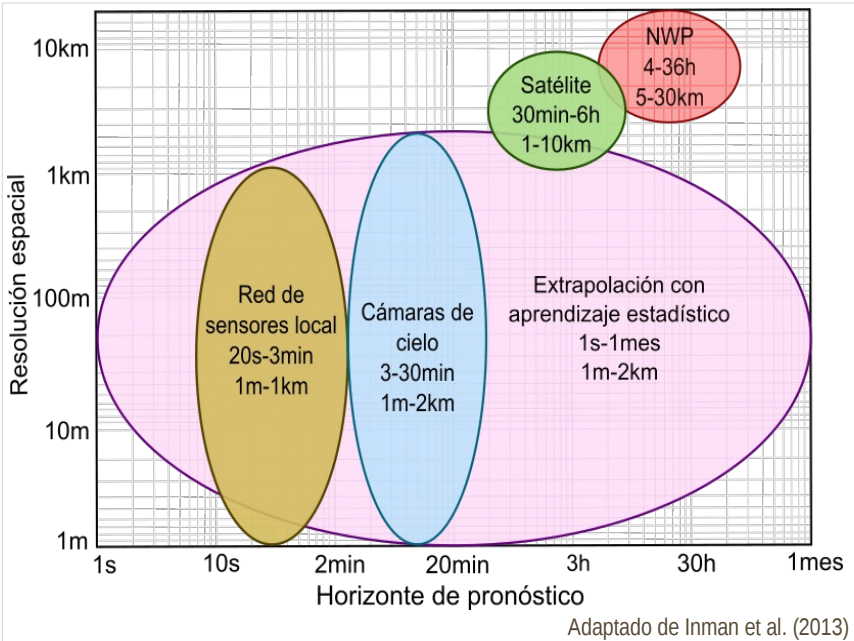 10km
1km
100m
10m
1m
Resolución espacial
NWP
4-36h
5-30km
Satélite
30min-6h
1-10km
Red de
sensores local
20s-3min
1m-1km
Cámaras de
cielo
3-30min
1m-2km
Extrapolación con
aprendizaje estadístico
1s-1mes
1m-2km
1s
10s
2min
20min
3h
30h
1mes
Horizonte de pronóstico
Adaptado de Inman et al. (2013)